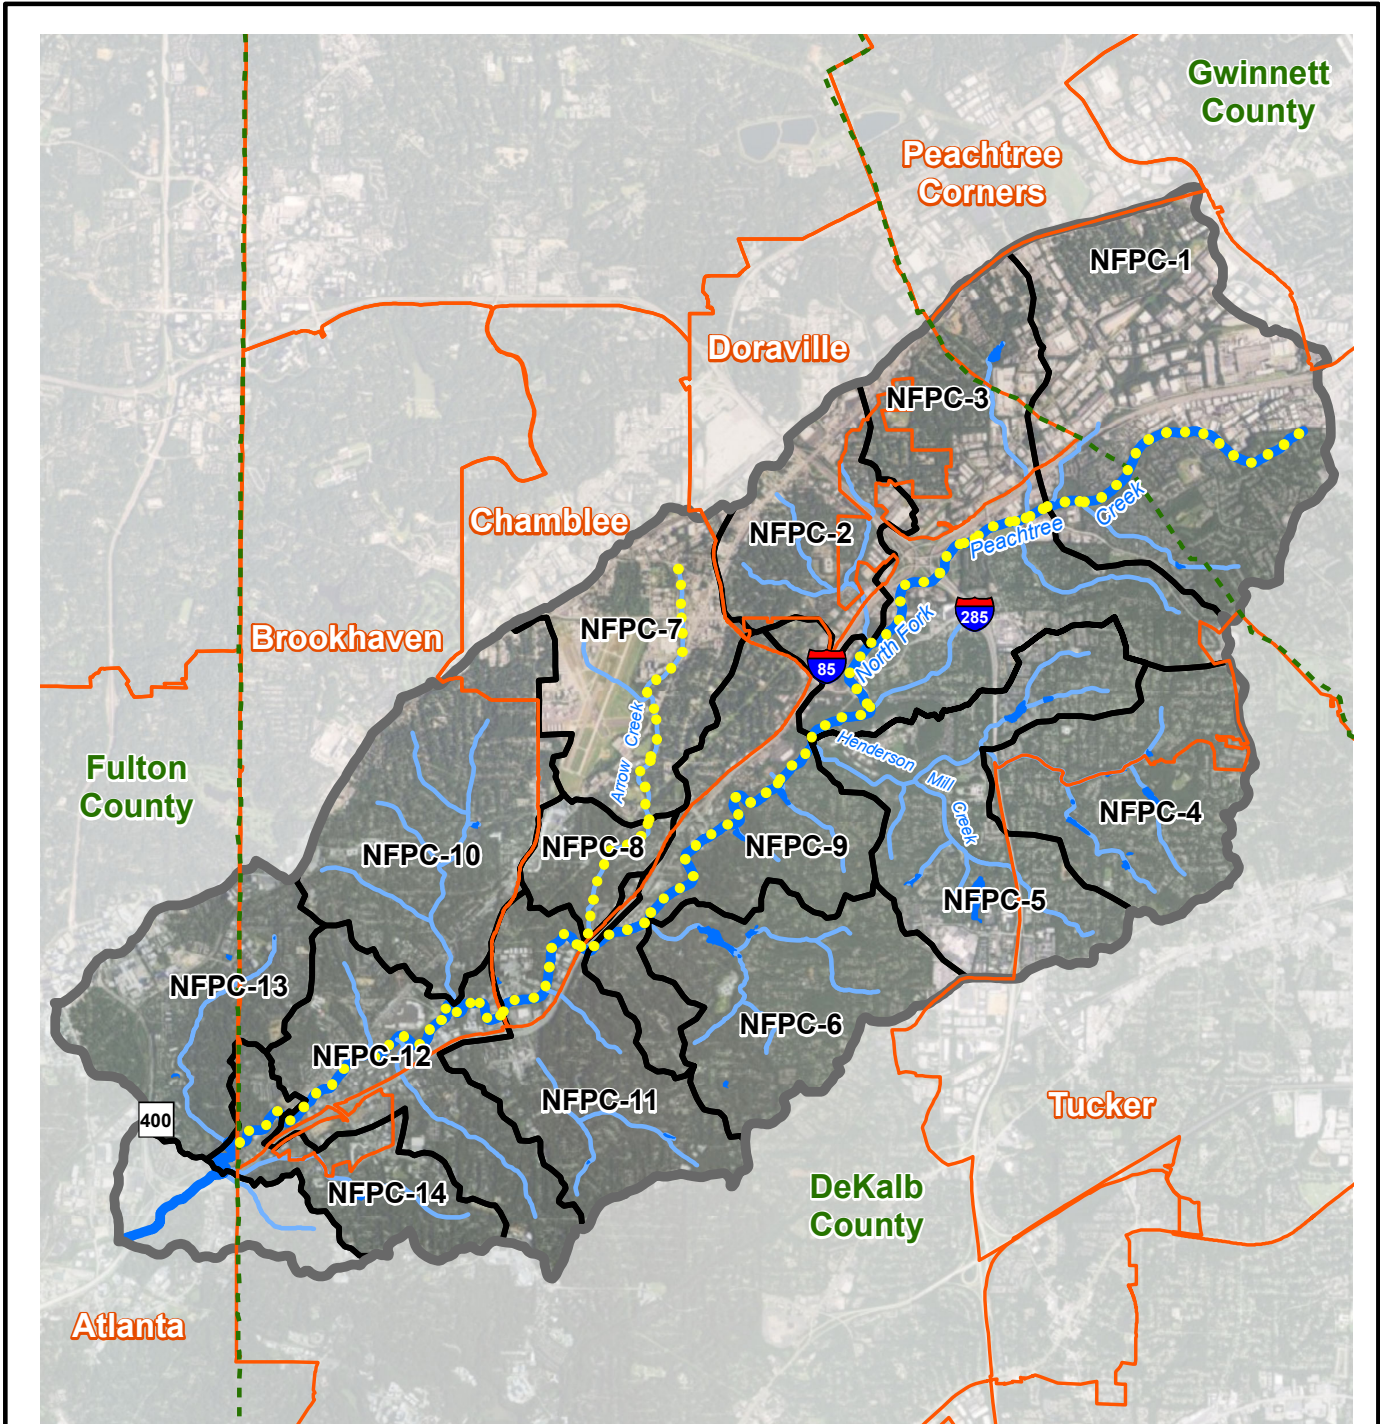 Gwinnett
County
Peachtree
Corners
NFPC-1
Doraville
NFPC-3
Chamblee
NFPC-2
Peachtree
Creek
Brookhaven
NFPC-7
285
North Fork
85
Arrow Creek
Henderson Mill Creek
Fulton
County
NFPC-4
NFPC-10
NFPC-8
NFPC-9
NFPC-5
NFPC-13
NFPC-6
NFPC-12
NFPC-11
400
Tucker
NFPC-14
DeKalb
County
Atlanta